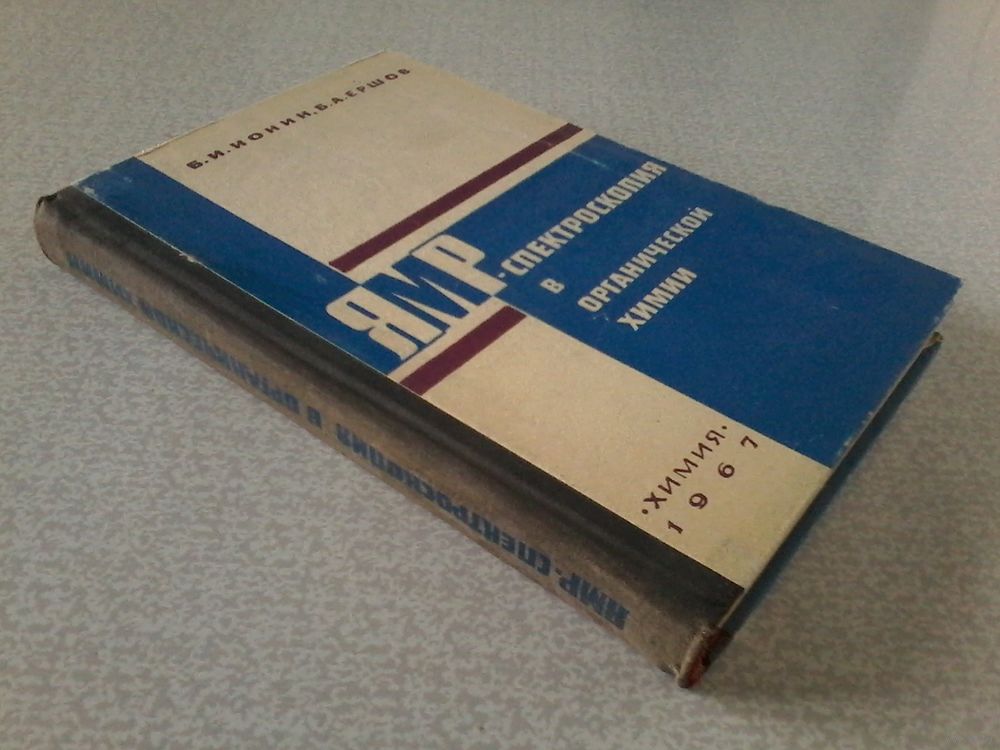 Б.И.ИОНИН, Б.А.ЕРШОВ
ЯМР-СПЕКТРОСКОПИЯ
В
ОРГАНИЧЕСКОЙ
ХИМИИ
•ХИМИЯ•
1967
ЯМР-СПЕКТРОСКОПИЯ В ОРГАНИЧЕСКОЙ ХИМИИ